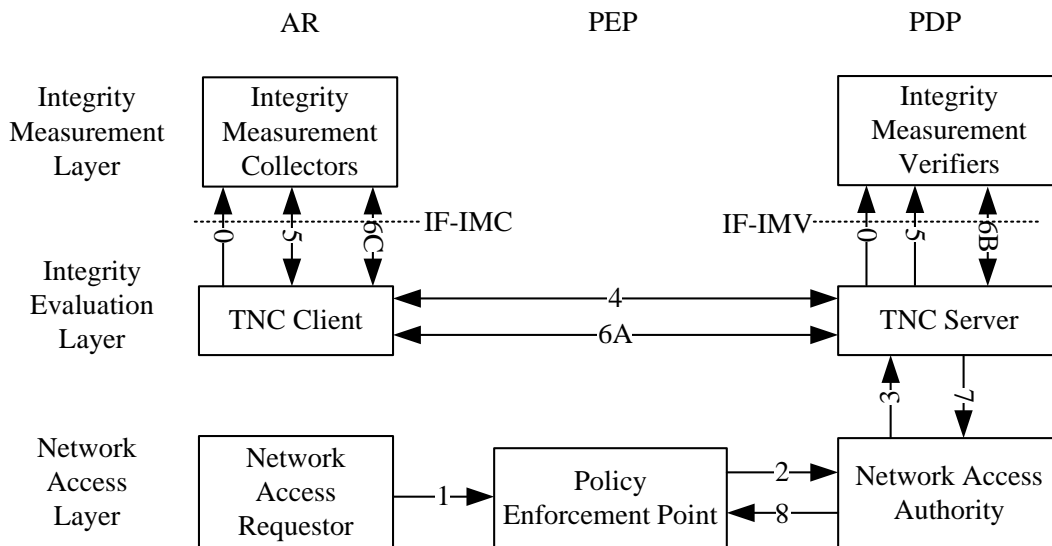 AR
PEP
PDP
Integrity
Measurement
Layer
Integrity
Measurement
Collectors
Integrity
Measurement
Verifiers
0
5
6C
IF-IMC
IF-IMV
0
5
6B
Integrity
Evaluation
Layer
TNC Client
4
6A
TNC Server
3
7
Network
Access
Layer
Network
Access
Requestor
1
Policy
Enforcement Point
2
8
Network Access
Authority